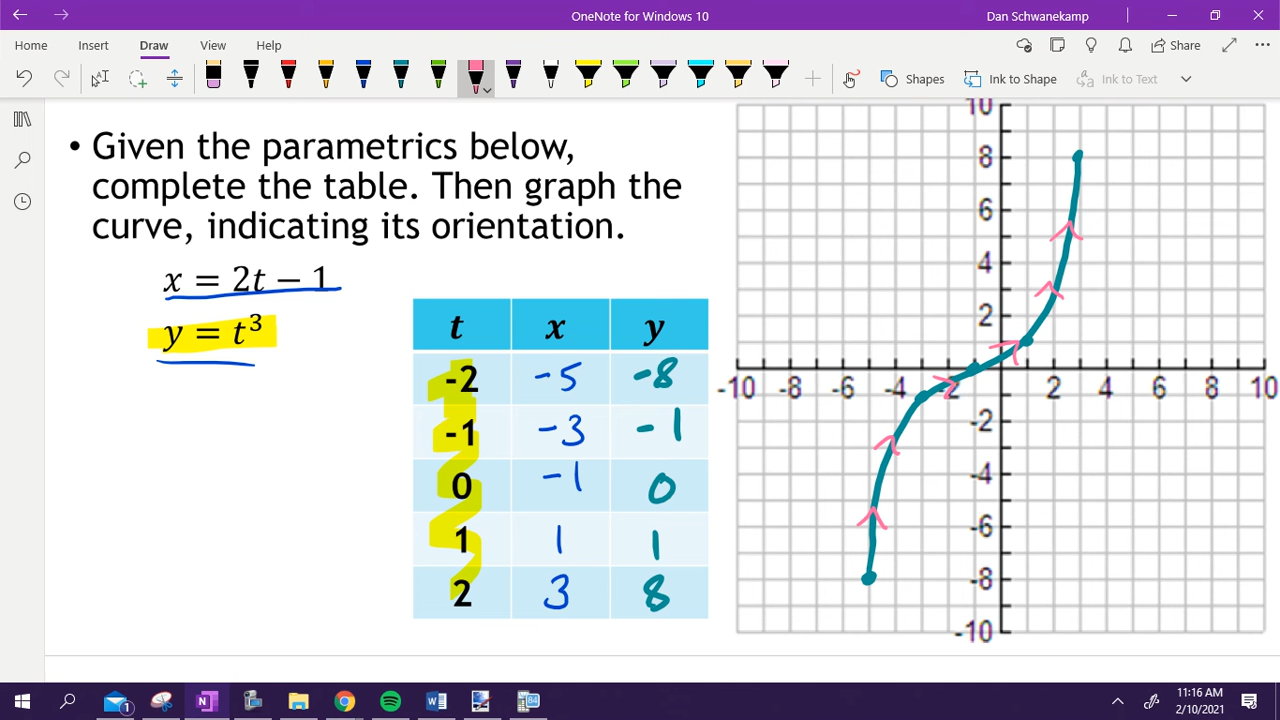 OneNote for Windows 10
Dan Schwanekamp
Home Insert Draw View Help
Share
Shapes
Ink to Shape
Ink to Text
• Given the parametrics below,
complete the table. Then graph the
curve, indicating its orientation.
x = 2t − 1
y = t³
t x y
-2 -5 -8
-1 -3 -1
0 -1 0
1 1 1
2 3 8
10
8
6
4
2
-10 -8 -6 -4 -2 2 4 6 8 10
-2
-4
-6
-8
-10
1
11:16 AM
2/10/2021